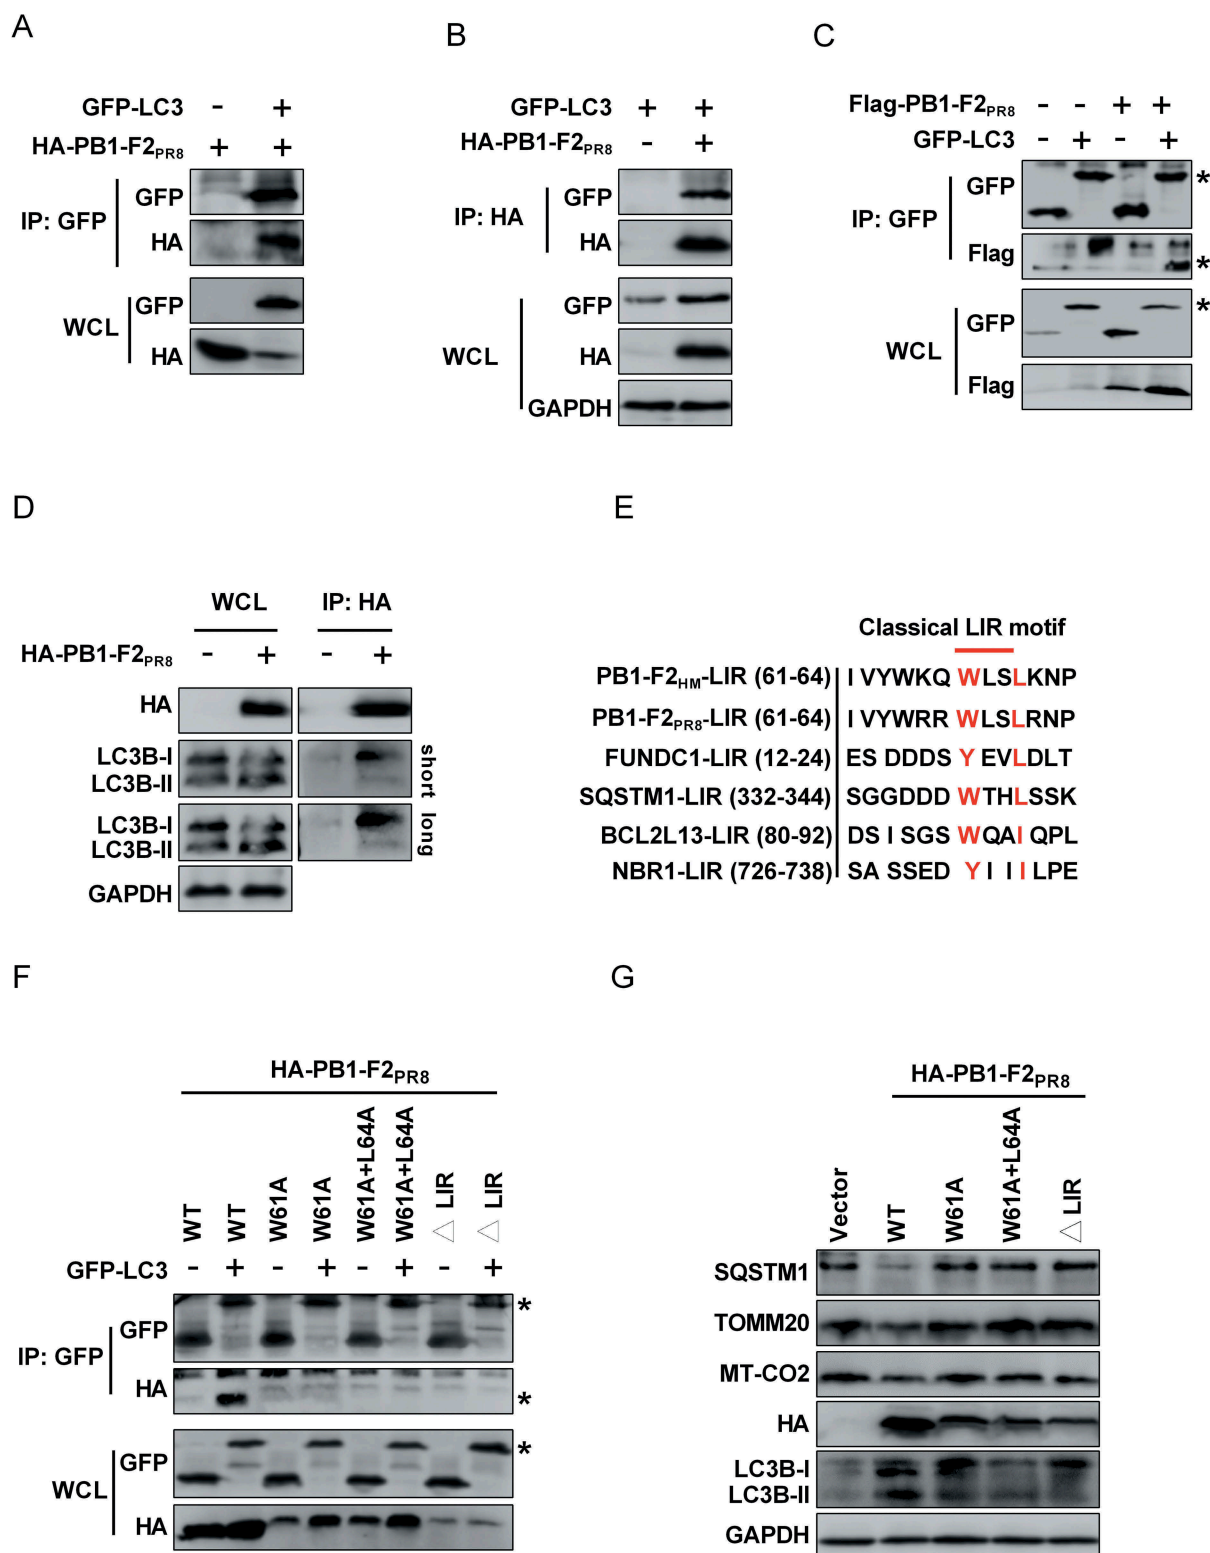 A
GFP-LC3 - +
HA-PB1-F2PR8 + +
IP: GFP
GFP
HA
WCL
GFP
HA
B
GFP-LC3 + +
HA-PB1-F2PR8 - +
IP: HA
GFP
HA
WCL
GFP
HA
GAPDH
C
Flag-PB1-F2PR8 - - + +
GFP-LC3 - + - +
IP: GFP
GFP *
Flag *
WCL
GFP *
Flag
D
WCL IP: HA
HA-PB1-F2PR8 - + - +
HA
LC3B-I
LC3B-II
short
LC3B-I
LC3B-II
long
GAPDH
E
Classical LIR motif
PB1-F2HM-LIR (61-64) I VYWKQ WLSLKNP
PB1-F2PR8-LIR (61-64) I VYWRR WLSLRNP
FUNDC1-LIR (12-24) ES DDDS Y EVLDLT
SQSTM1-LIR (332-344) SGGDDD WTHLSSK
BCL2L13-LIR (80-92) DS I SGS WQAI QPL
NBR1-LIR (726-738) SA SSED Y I I I LPE
F
HA-PB1-F2PR8
WT WT W61A W61A W61A+L64A W61A+L64A △ LIR △ LIR
GFP-LC3 - + - + - + - +
IP: GFP
GFP *
HA *
WCL
GFP *
HA
G
HA-PB1-F2PR8
Vector WT W61A W61A+L64A △ LIR
SQSTM1
TOMM20
MT-CO2
HA
LC3B-I
LC3B-II
GAPDH